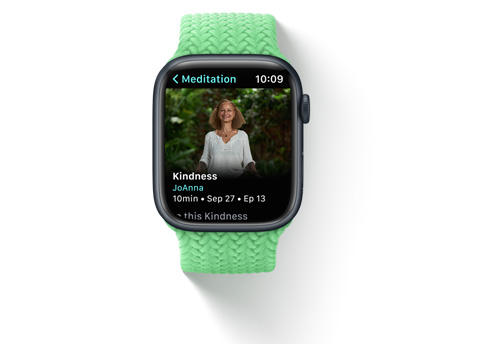 Meditation 10:09
Kindness
JoAnna
10min • Sep 27 • Ep 13
this Kindness